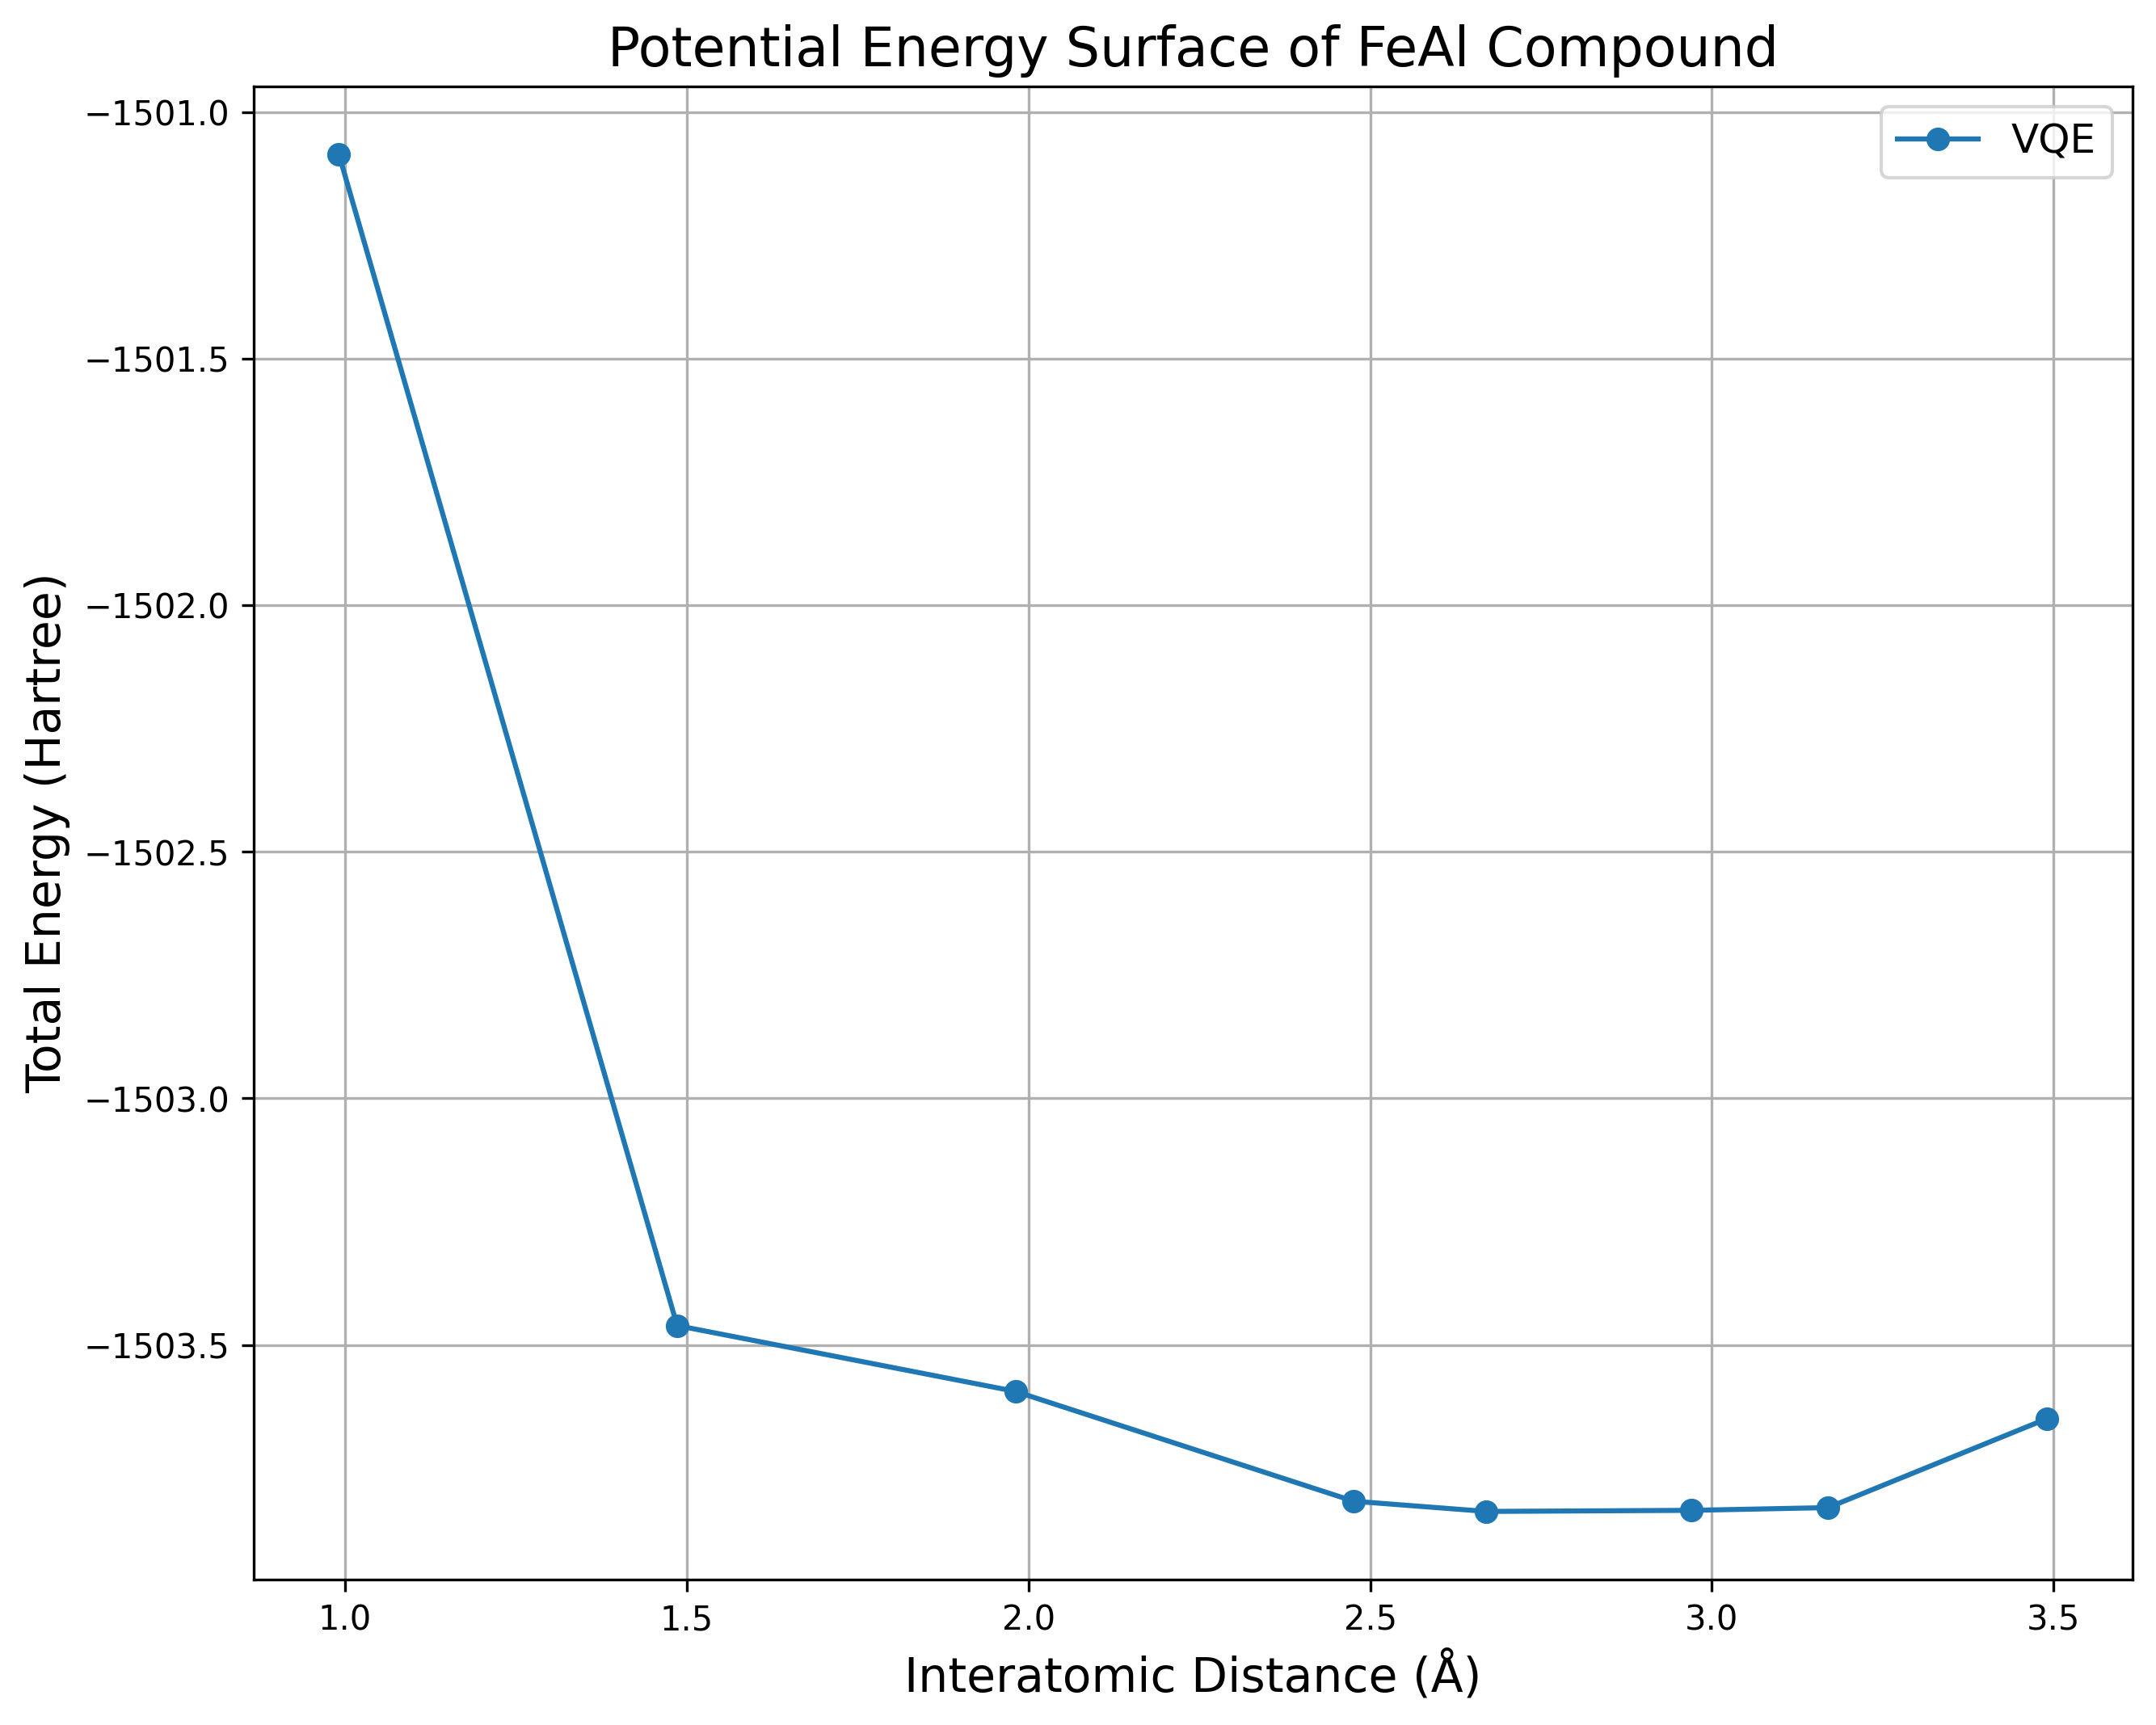 Potential Energy Surface of FeAl Compound
VQE
Total Energy (Hartree)
−1501.0
−1501.5
−1502.0
−1502.5
−1503.0
−1503.5
1.0 1.5 2.0 2.5 3.0 3.5
Interatomic Distance (Å)